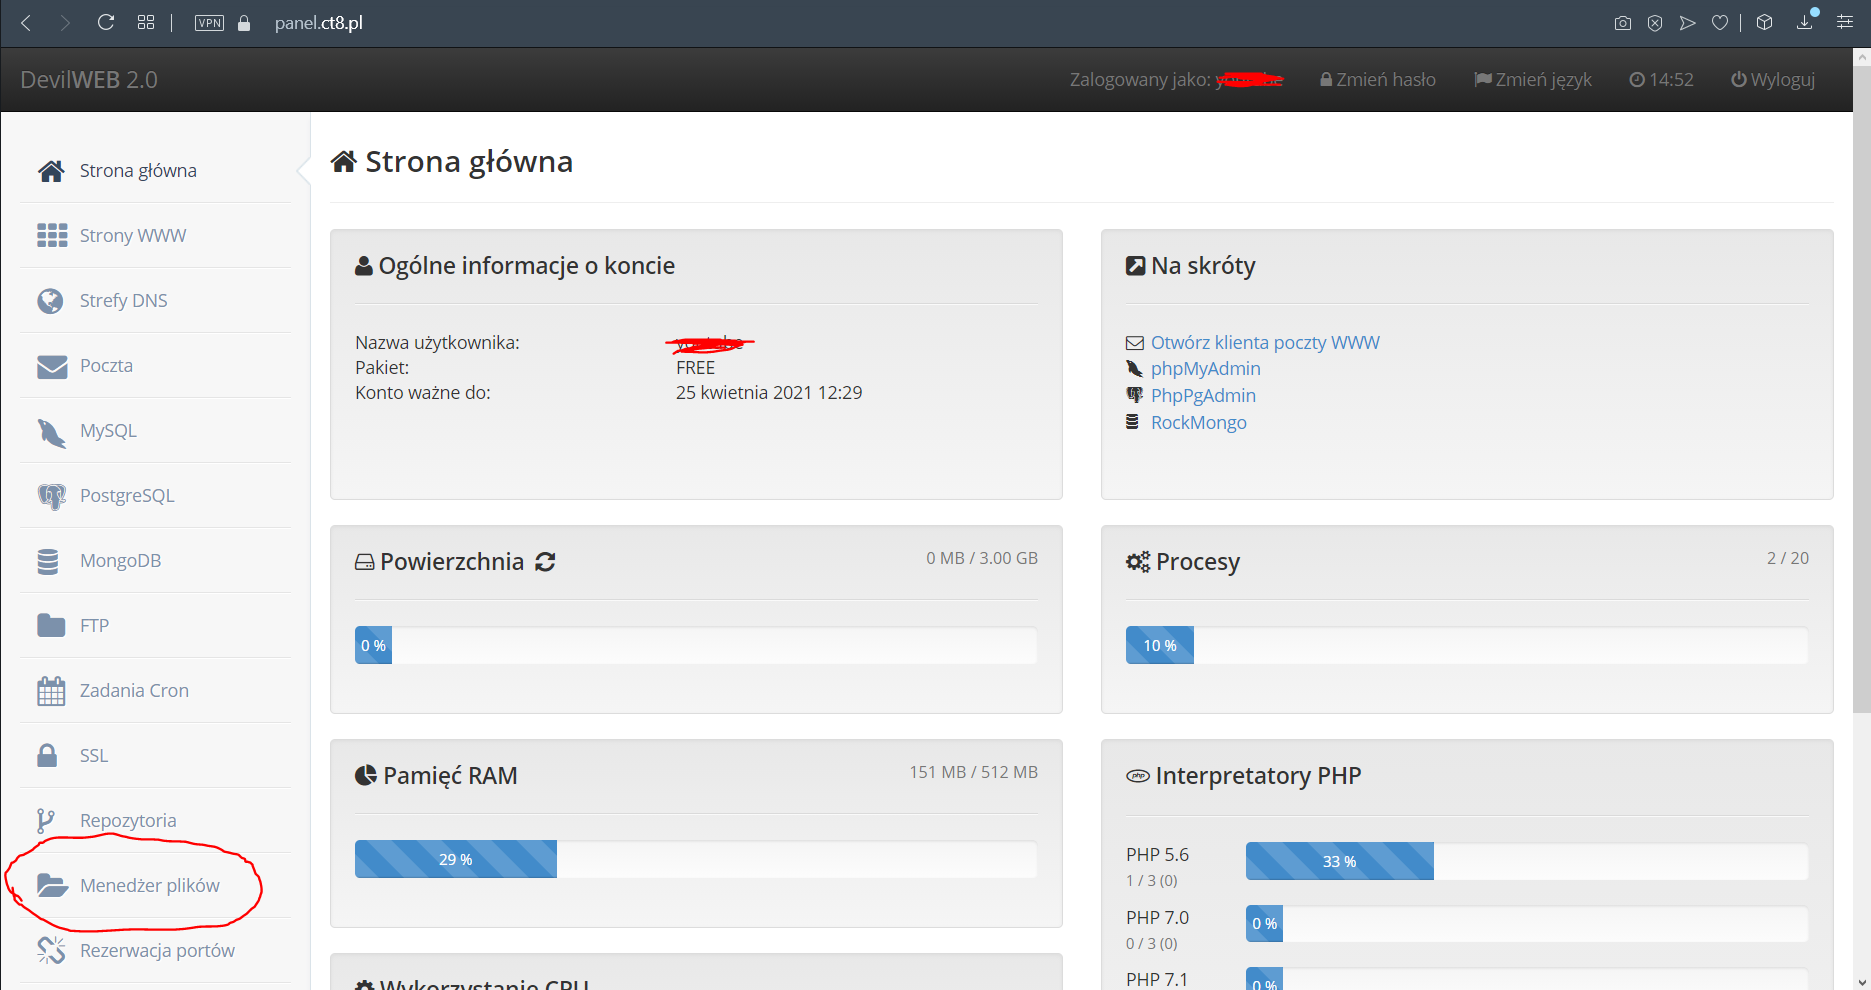 VPN panel.ct8.pl
DevilWEB 2.0
Zalogowany jako:
Zmień hasło
Zmień język
14:52
Wyloguj
Strona główna
Strony WWW
Strefy DNS
Poczta
MySQL
PostgreSQL
MongoDB
FTP
Zadania Cron
SSL
Repozytoria
Menedżer plików
Rezerwacja portów
Strona główna
Ogólne informacje o koncie
Nazwa użytkownika:
Pakiet: FREE
Konto ważne do: 25 kwietnia 2021 12:29
Na skróty
Otwórz klienta poczty WWW
phpMyAdmin
PhpPgAdmin
RockMongo
Powierzchnia 0 MB / 3.00 GB
0 %
Procesy 2 / 20
10 %
Pamięć RAM 151 MB / 512 MB
29 %
php Interpretatory PHP
PHP 5.6 33 %
1 / 3 (0)
PHP 7.0 0 %
0 / 3 (0)
PHP 7.1 0 %
Wykorzystanie CPU